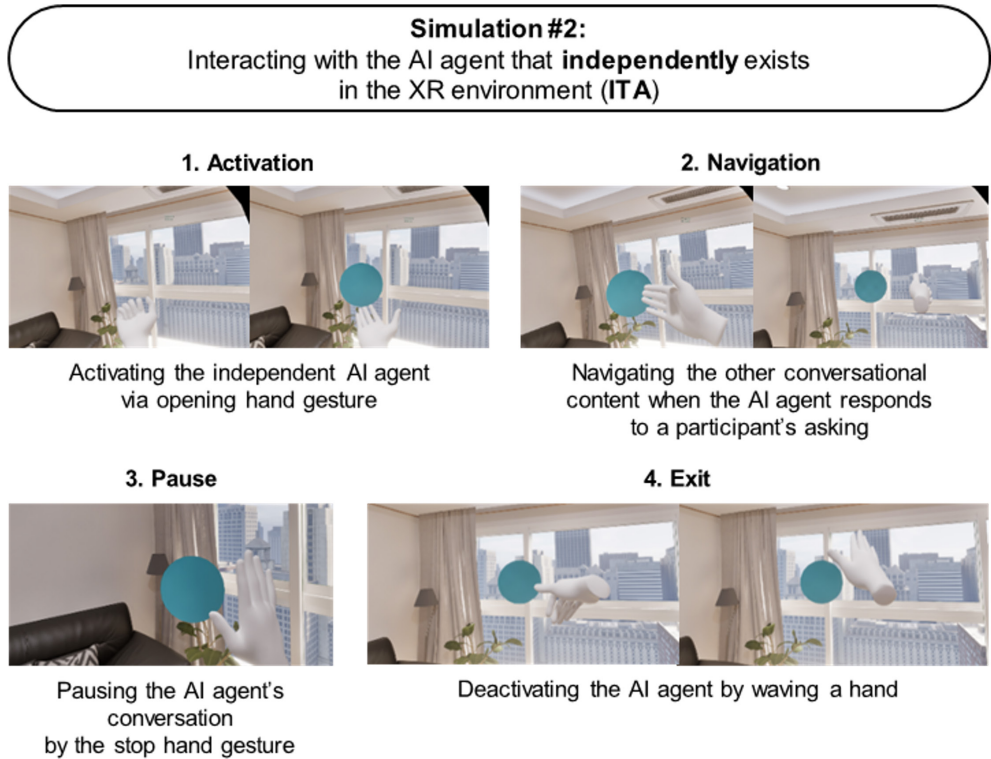 Simulation #2:
Interacting with the AI agent that independently exists
in the XR environment (ITA)
1. Activation
Activating the independent AI agent
via opening hand gesture
2. Navigation
Navigating the other conversational
content when the AI agent responds
to a participant's asking
3. Pause
Pausing the AI agent's
conversation
by the stop hand gesture
4. Exit
Deactivating the AI agent by waving a hand